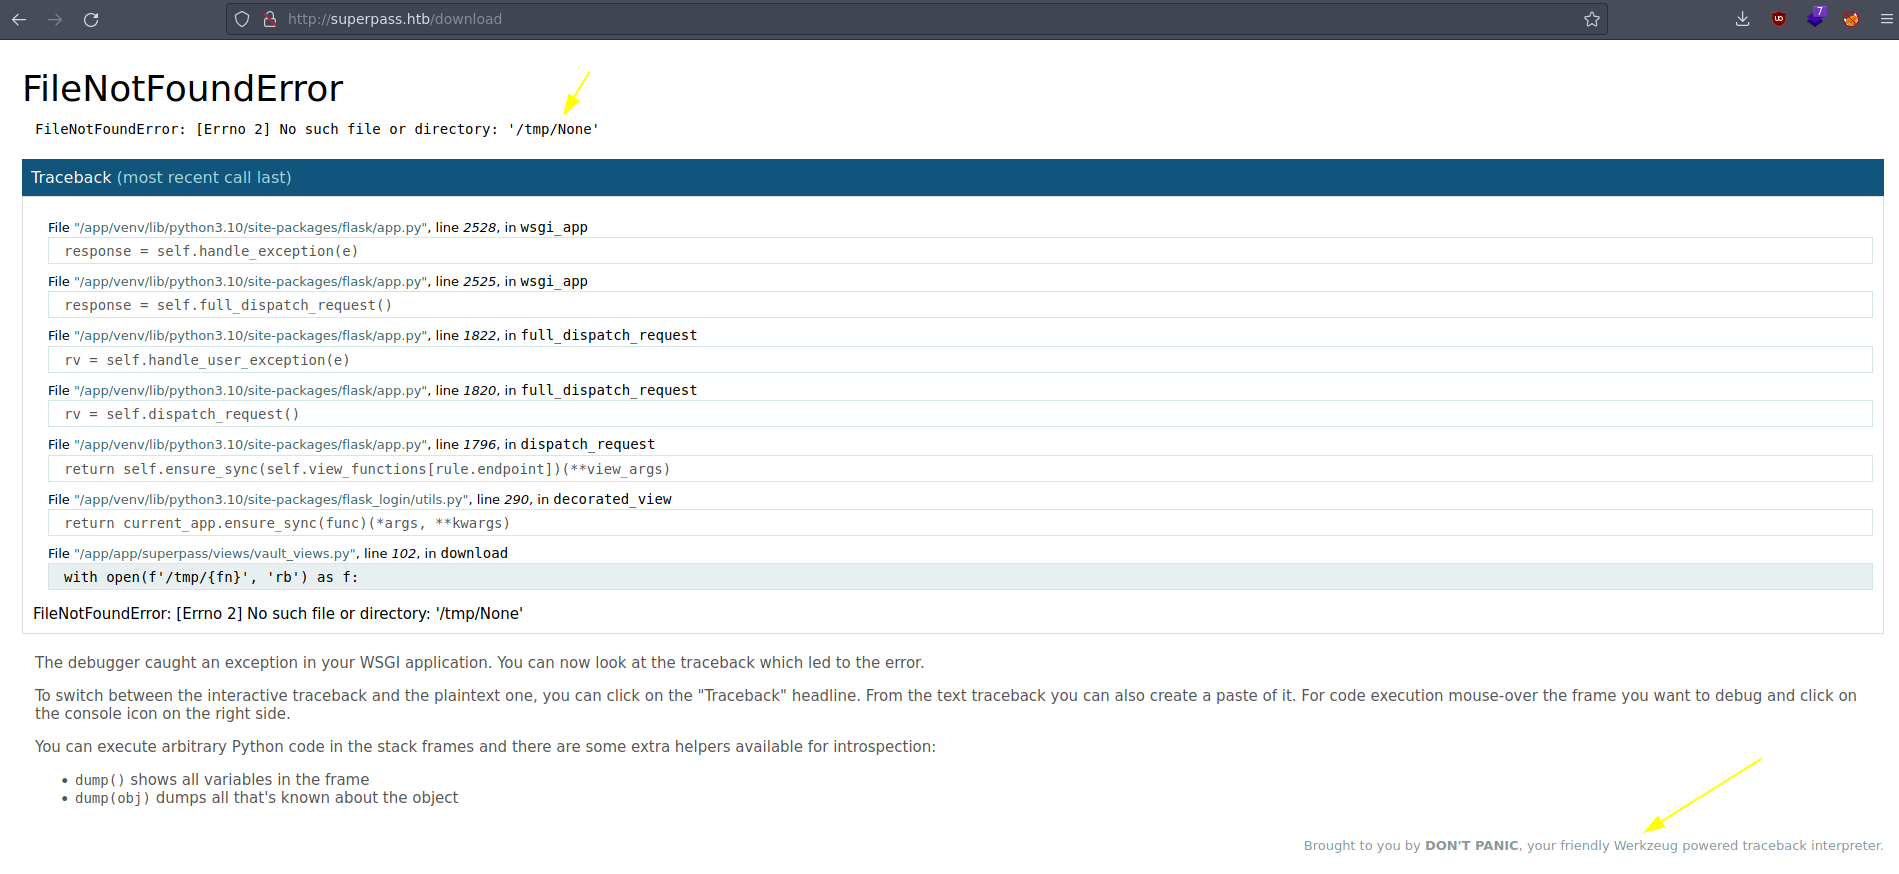 http://superpass.htb/download
7
FileNotFoundError
FileNotFoundError: [Errno 2] No such file or directory: '/tmp/None'
Traceback (most recent call last)
File "/app/venv/lib/python3.10/site-packages/flask/app.py", line 2528, in wsgi_app
response = self.handle_exception(e)
File "/app/venv/lib/python3.10/site-packages/flask/app.py", line 2525, in wsgi_app
response = self.full_dispatch_request()
File "/app/venv/lib/python3.10/site-packages/flask/app.py", line 1822, in full_dispatch_request
rv = self.handle_user_exception(e)
File "/app/venv/lib/python3.10/site-packages/flask/app.py", line 1820, in full_dispatch_request
rv = self.dispatch_request()
File "/app/venv/lib/python3.10/site-packages/flask/app.py", line 1796, in dispatch_request
return self.ensure_sync(self.view_functions[rule.endpoint])(**view_args)
File "/app/venv/lib/python3.10/site-packages/flask_login/utils.py", line 290, in decorated_view
return current_app.ensure_sync(func)(*args, **kwargs)
File "/app/app/superpass/views/vault_views.py", line 102, in download
with open(f'/tmp/{fn}', 'rb') as f:
FileNotFoundError: [Errno 2] No such file or directory: '/tmp/None'
The debugger caught an exception in your WSGI application. You can now look at the traceback which led to the error.
To switch between the interactive traceback and the plaintext one, you can click on the "Traceback" headline. From the text traceback you can also create a paste of it. For code execution mouse-over the frame you want to debug and click on
the console icon on the right side.
You can execute arbitrary Python code in the stack frames and there are some extra helpers available for introspection:
• dump() shows all variables in the frame
• dump(obj) dumps all that's known about the object
Brought to you by DON'T PANIC, your friendly Werkzeug powered traceback interpreter.